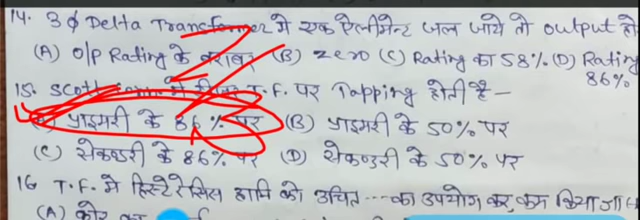 14. 3φ Delta Transformer मे एक ऐलीमेन्ट जल जाये तो output हो
(A) O/P Rating के बराबर (B) zero (C) Rating का 58% (D) Rating 86%
15. Scott मे T.F. पर Tapping होती है-
प्राइमरी के 86% पर (B) प्राइमरी के 50% पर
(C) सेकण्डरी के 86% पर (D) सेकण्डरी के 50% पर
16 T.F. मे हिस्टेरेसिस हानि को उचित --- का उपयोग कर कम किया जा
(A) कोर का